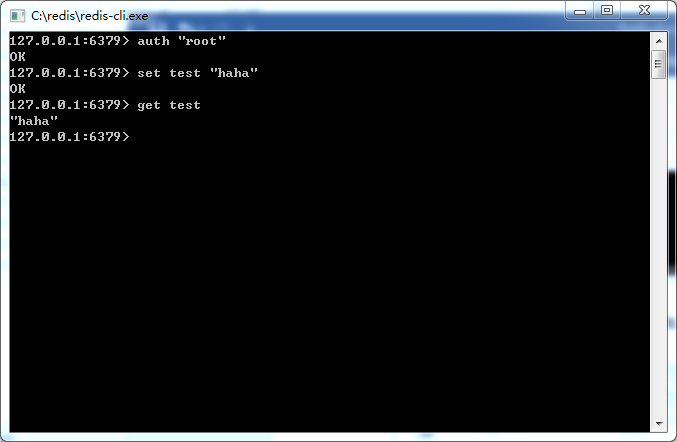 C:\redis\redis-cli.exe
127.0.0.1:6379> auth "root"
OK
127.0.0.1:6379> set test "haha"
OK
127.0.0.1:6379> get test
"haha"
127.0.0.1:6379>